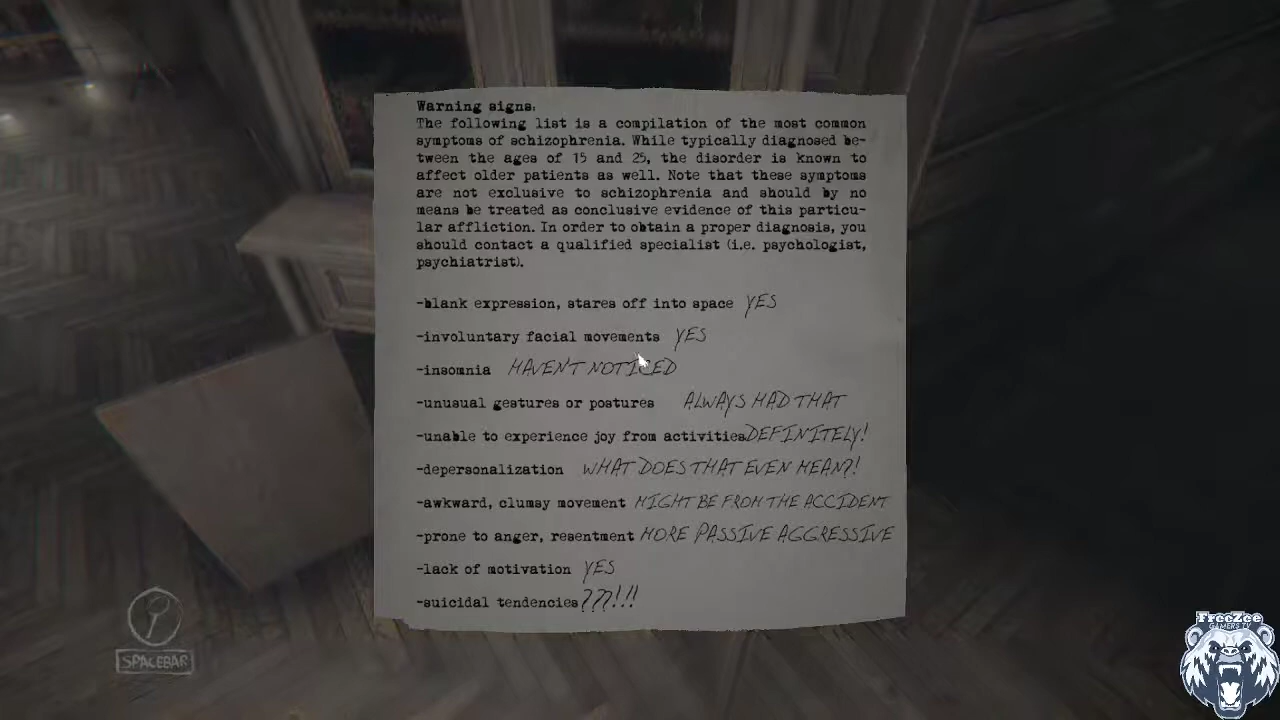 Warning signs:
The following list is a compilation of the most common
symptoms of schizophrenia. While typically diagnosed be-
tween the ages of 15 and 25, the disorder is known to
affect older patients as well. Note that these symptoms
are not exclusive to schizophrenia and should by no
means be treated as conclusive evidence of this particu-
lar affliction. In order to obtain a proper diagnosis, you
should contact a qualified specialist (i.e. psychologist,
psychiatrist).
-blank expression, stares off into space YES
-involuntary facial movements YES
-insomnia HAVEN'T NOTICED
-unusual gestures or postures ALWAYS HAD THAT
-unable to experience joy from activities DEFINITELY!
-depersonalization WHAT DOES THAT EVEN MEAN?!
-awkward, clumsy movement MIGHT BE FROM THE ACCIDENT
-prone to anger, resentment MORE PASSIVE AGGRESSIVE
-lack of motivation YES
-suicidal tendencies ???!!!
SPACEBAR
FreeZee
GAMERS TV